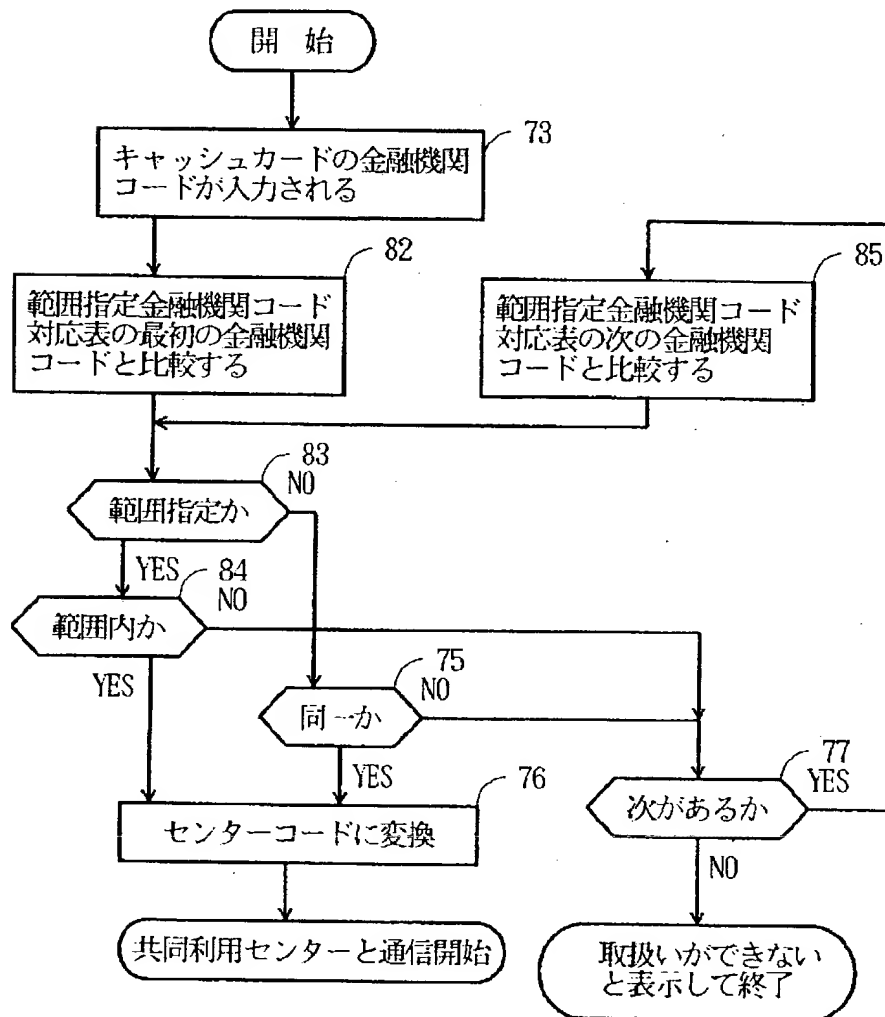 開 始
73
キャッシュカードの金融機関
コードが入力される
82
範囲指定金融機関コード
対応表の最初の金融機関
コードと比較する
85
範囲指定金融機関コード
対応表の次の金融機関
コードと比較する
83
範囲指定か
NO
YES
84
範囲内か
NO
YES
75
同一か
NO
YES
76
センターコードに変換
77
次があるか
YES
NO
共同利用センターと通信開始
取扱いができない
と表示して終了